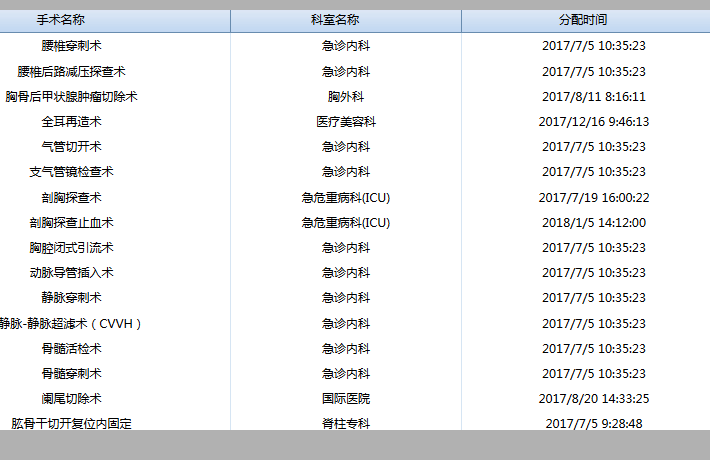 手术名称 科室名称 分配时间
腰椎穿刺术 急诊内科 2017/7/5 10:35:23
腰椎后路减压探查术 急诊内科 2017/7/5 10:35:23
胸骨后甲状腺肿瘤切除术 胸外科 2017/8/11 8:16:11
全耳再造术 医疗美容科 2017/12/16 9:46:13
气管切开术 急诊内科 2017/7/5 10:35:23
支气管镜检查术 急诊内科 2017/7/5 10:35:23
剖胸探查术 急危重病科(ICU) 2017/7/19 16:00:22
剖胸探查止血术 急危重病科(ICU) 2018/1/5 14:12:00
胸腔闭式引流术 急诊内科 2017/7/5 10:35:23
动脉导管插入术 急诊内科 2017/7/5 10:35:23
静脉穿刺术 急诊内科 2017/7/5 10:35:23
静脉-静脉超滤术（CVVH） 急诊内科 2017/7/5 10:35:23
骨髓活检术 急诊内科 2017/7/5 10:35:23
骨髓穿刺术 急诊内科 2017/7/5 10:35:23
阑尾切除术 国际医院 2017/8/20 14:33:25
肱骨干切开复位内固定 脊柱专科 2017/7/5 9:28:48